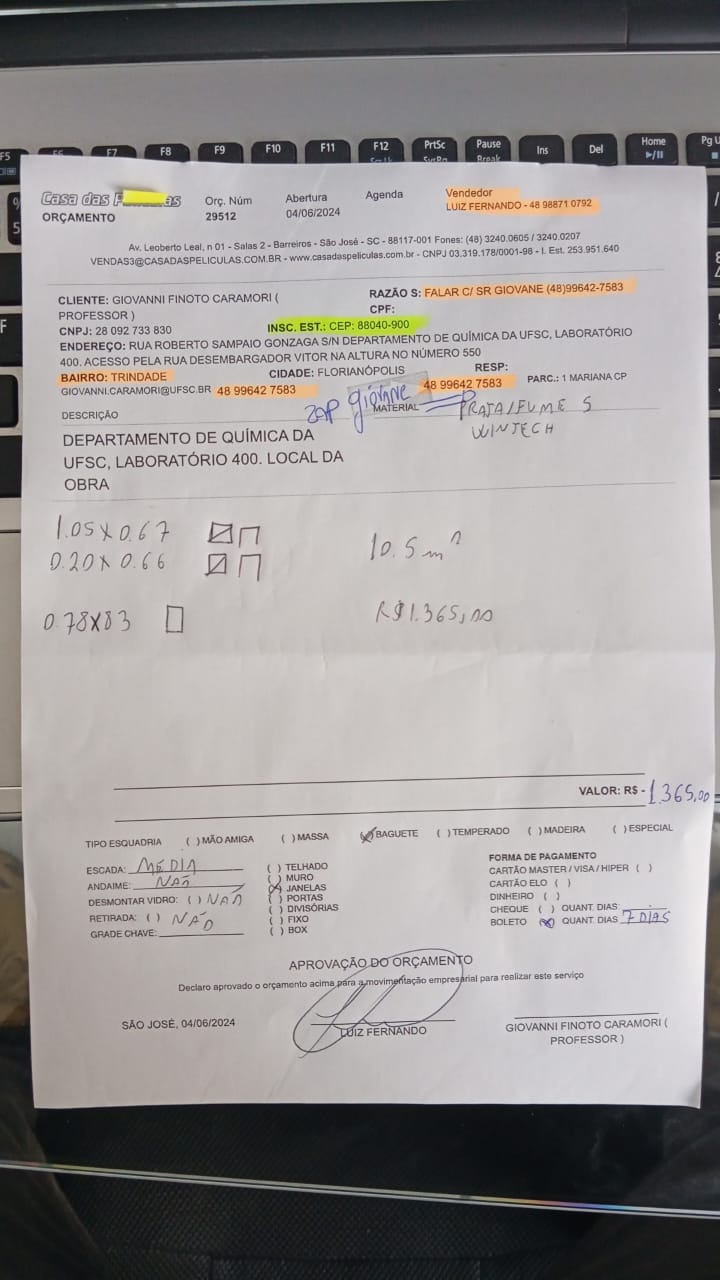 F5 F6 F7 F8 F9 F10 F11 F12 PrtSc Pause Ins Del Home Pg U
SysRq Break
Casa das P as Orç. Núm Abertura Agenda Vendedor
ORÇAMENTO 29512 04/06/2024 LUIZ FERNANDO - 48 98871 0792
Av. Leoberto Leal, n 01 - Salas 2 - Barreiros - São José - SC - 88117-001 Fones: (48) 3240.0605 / 3240.0207
VENDAS3@CASADASPELICULAS.COM.BR - www.casadaspeliculas.com.br - CNPJ 03.319.178/0001-98 - I. Est. 253.951.640
CLIENTE: GIOVANNI FINOTO CARAMORI ( RAZÃO S: FALAR C/ SR GIOVANE (48)99642-7583
PROFESSOR ) CPF:
CNPJ: 28 092 733 830 INSC. EST.: CEP: 88040-900
ENDEREÇO: RUA ROBERTO SAMPAIO GONZAGA S/N DEPARTAMENTO DE QUÍMICA DA UFSC, LABORATÓRIO
400. ACESSO PELA RUA DESEMBARGADOR VITOR NA ALTURA NO NÚMERO 550
BAIRRO: TRINDADE CIDADE: FLORIANÓPOLIS RESP:
GIOVANNI.CARAMORI@UFSC.BR 48 99642 7583 48 99642 7583 PARC.: 1 MARIANA CP
DESCRIÇÃO ZAP Giovane MATERIAL PRATA/FUME S
WINTECH
DEPARTAMENTO DE QUÍMICA DA
UFSC, LABORATÓRIO 400. LOCAL DA
OBRA
1.05 X 0.67
0.20 X 0.66 10.5 m²
0.78 X 83 R$1.365,00
VALOR: R$ - 1.365,00
TIPO ESQUADRIA ( ) MÃO AMIGA ( ) MASSA (X) BAGUETE ( ) TEMPERADO ( ) MADEIRA ( ) ESPECIAL
ESCADA: MÉDIA
ANDAIME: NÃO
DESMONTAR VIDRO: ( ) NÃO
RETIRADA: ( ) NÃO
GRADE CHAVE:
( ) TELHADO
( ) MURO
(X) JANELAS
( ) PORTAS
( ) DIVISÓRIAS
( ) FIXO
( ) BOX
FORMA DE PAGAMENTO
CARTÃO MASTER / VISA / HIPER ( )
CARTÃO ELO ( )
DINHEIRO ( )
CHEQUE ( ) QUANT. DIAS:
BOLETO (X) QUANT. DIAS 7 DIAS
APROVAÇÃO DO ORÇAMENTO
Declaro aprovado o orçamento acima para a movimentação empresarial para realizar este serviço
SÃO JOSÉ, 04/06/2024 LUIZ FERNANDO GIOVANNI FINOTO CARAMORI (
PROFESSOR )